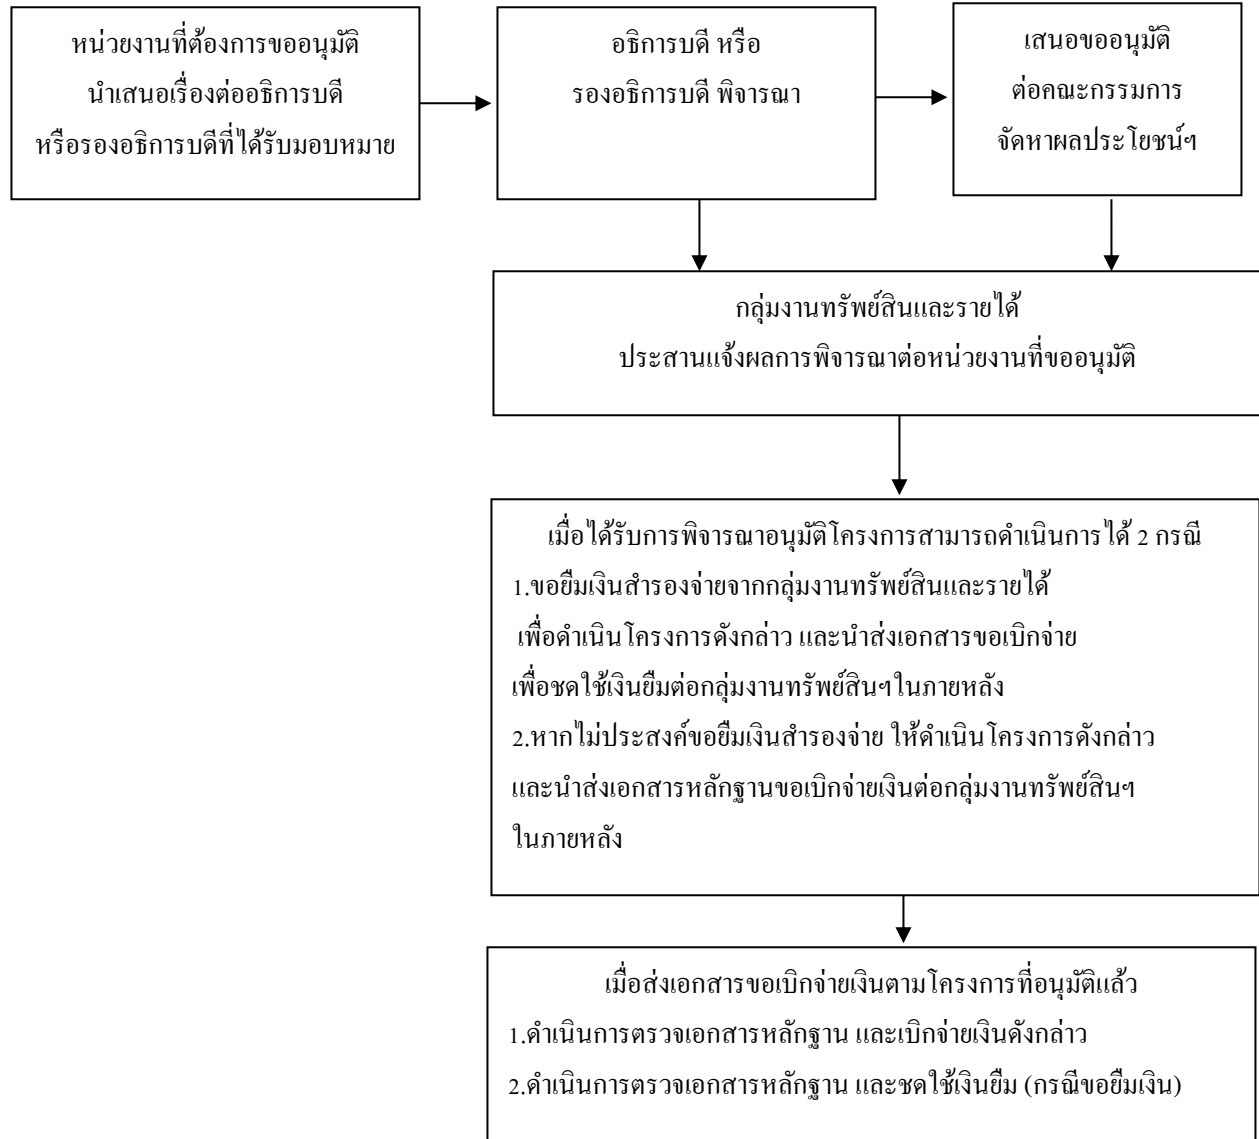 หน่วยงานที่ต้องการขออนุมัติ
นำเสนอเรื่องต่ออธิการบดี
หรือรองอธิการบดีที่ได้รับมอบหมาย
อธิการบดี หรือ
รองอธิการบดี พิจารณา
เสนอขออนุมัติ
ต่อคณะกรรมการ
จัดหาผลประโยชน์ฯ
กลุ่มงานทรัพย์สินและรายได้
ประสานแจ้งผลการพิจารณาต่อหน่วยงานที่ขออนุมัติ
เมื่อได้รับการพิจารณาอนุมัติโครงการสามารถดำเนินการได้ 2 กรณี
1.ขอยืมเงินสำรองจ่ายจากกลุ่มงานทรัพย์สินและรายได้
เพื่อดำเนินโครงการดังกล่าว และนำส่งเอกสารขอเบิกจ่าย
เพื่อชดใช้เงินยืมต่อกลุ่มงานทรัพย์สินฯในภายหลัง
2.หากไม่ประสงค์ขอยืมเงินสำรองจ่าย ให้ดำเนินโครงการดังกล่าว
และนำส่งเอกสารหลักฐานขอเบิกจ่ายเงินต่อกลุ่มงานทรัพย์สินฯ
ในภายหลัง
เมื่อส่งเอกสารขอเบิกจ่ายเงินตามโครงการที่อนุมัติแล้ว
1.ดำเนินการตรวจเอกสารหลักฐาน และเบิกจ่ายเงินดังกล่าว
2.ดำเนินการตรวจเอกสารหลักฐาน และชดใช้เงินยืม (กรณีขอยืมเงิน)